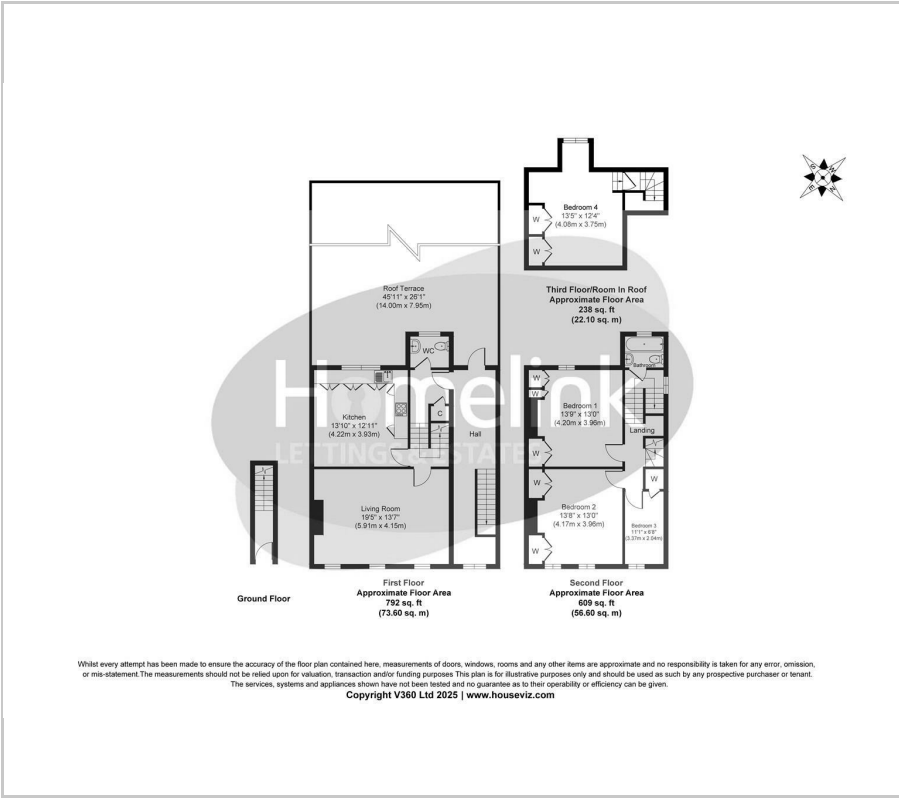 Bedroom 4
13'5" x 12'4"
(4.08m x 3.75m)
W
W
Third Floor/Room In Roof
Approximate Floor Area
238 sq. ft
(22.10 sq. m)
Roof Terrace
45'11" x 26'1"
(14.00m x 7.95m)
WC
Kitchen
13'10" x 12'11"
(4.22m x 3.93m)
C
Hall
Living Room
19'5" x 13'7"
(5.91m x 4.15m)
First Floor
Approximate Floor Area
792 sq. ft
(73.60 sq. m)
Ground Floor
Bathroom
W
W
Bedroom 1
13'9" x 13'0"
(4.20m x 3.96m)
Landing
W
W
W
Bedroom 2
13'8" x 13'0"
(4.17m x 3.96m)
W
Bedroom 3
11'1" x 6'8"
(3.37m x 2.04m)
Second Floor
Approximate Floor Area
609 sq. ft
(56.60 sq. m)
Homelink
LETTINGS & ESTATES
Whilst every attempt has been made to ensure the accuracy of the floor plan contained here, measurements of doors, windows, rooms and any other items are approximate and no responsibility is taken for any error, omission,
or mis-statement.The measurements should not be relied upon for valuation, transaction and/or funding purposes This plan is for illustrative purposes only and should be used as such by any prospective purchaser or tenant.
The services, systems and appliances shown have not been tested and no guarantee as to their operability or efficiency can be given.
Copyright V360 Ltd 2025 | www.houseviz.com